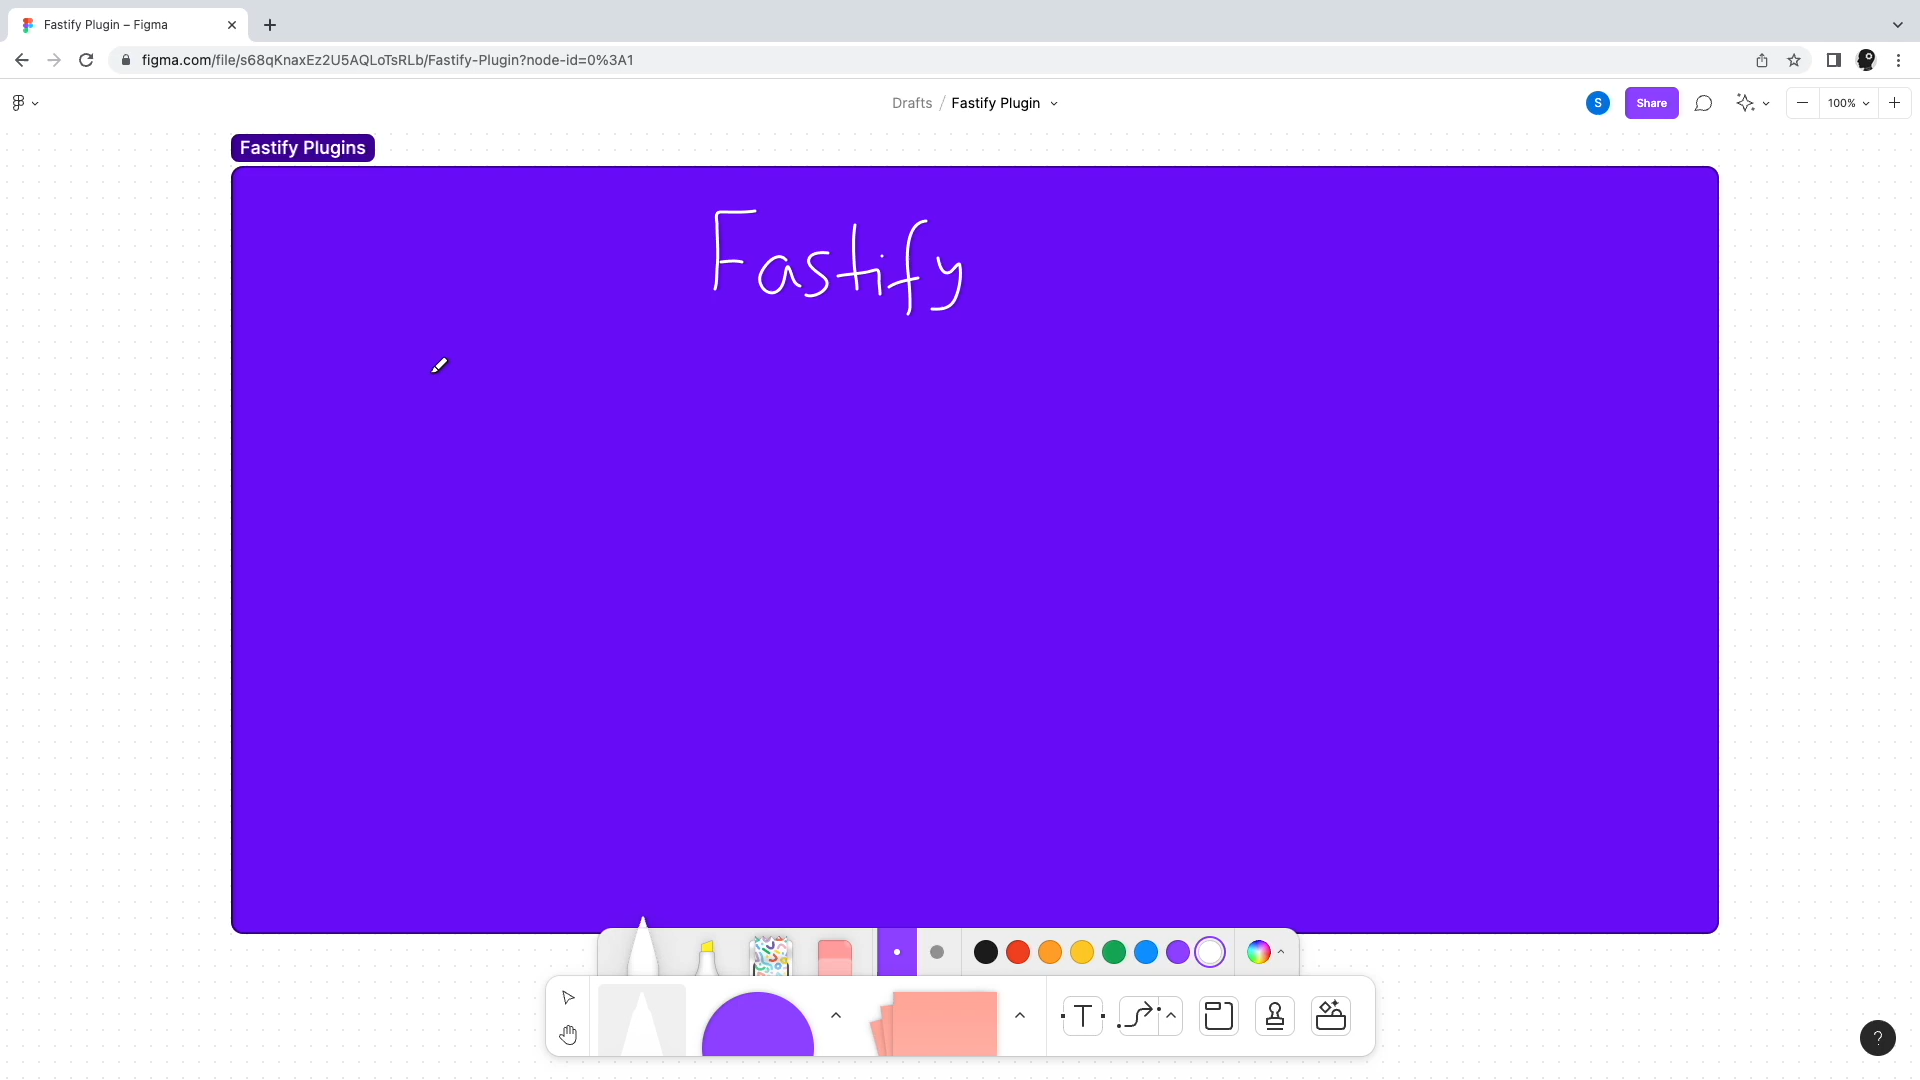 Fastify Plugin – Figma
figma.com/file/s68qKnaxEz2U5AQLoTsRLb/Fastify-Plugin?node-id=0%3A1
Drafts / Fastify Plugin
S
Share
100%
Fastify Plugins
Fastify
T
?